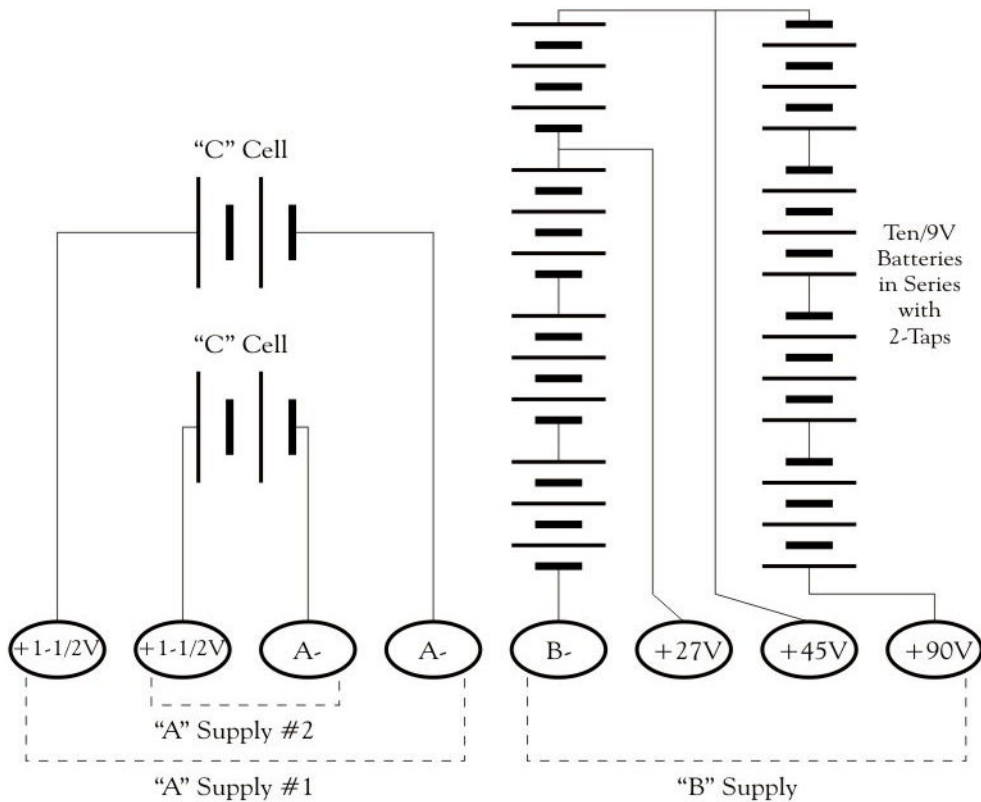 “C” Cell
“C” Cell
Ten/9V
Batteries
in Series
with
2-Taps
+1-1/2V
+1-1/2V
A-
A-
B-
+27V
+45V
+90V
“A” Supply #2
“A” Supply #1
“B” Supply